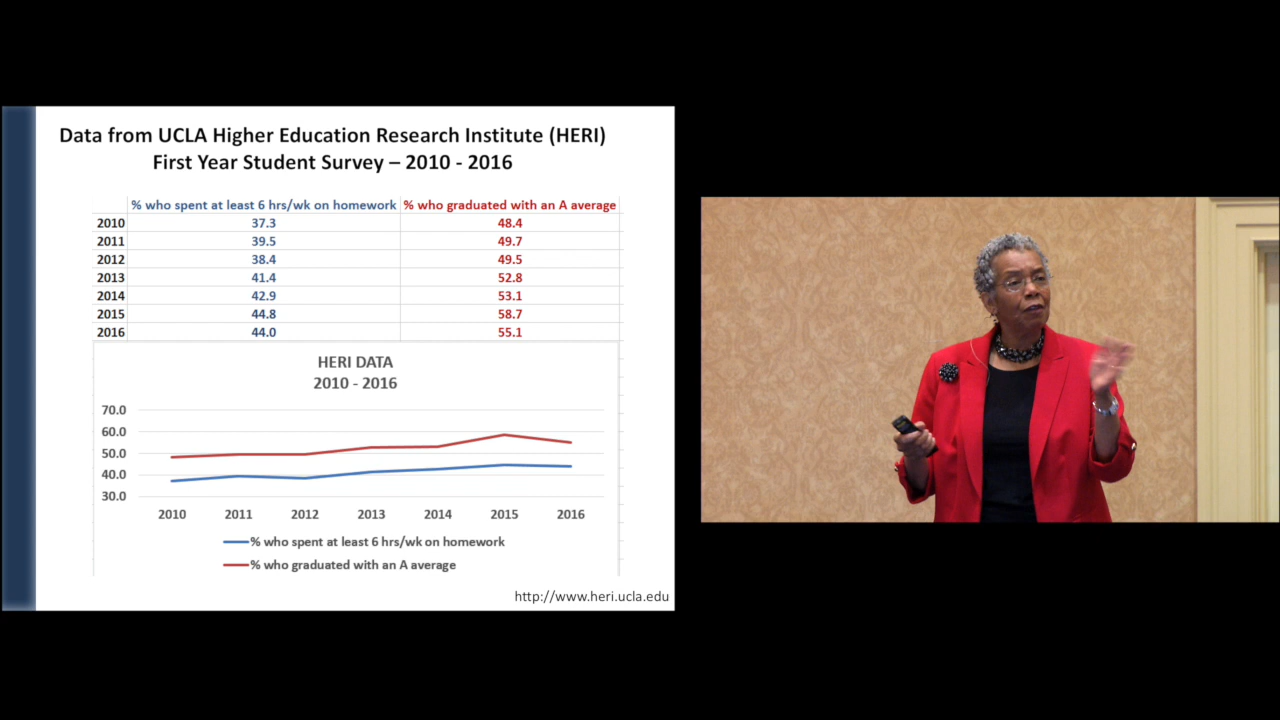 Data from UCLA Higher Education Research Institute (HERI)
First Year Student Survey – 2010 - 2016
% who spent at least 6 hrs/wk on homework % who graduated with an A average
2010 37.3 48.4
2011 39.5 49.7
2012 38.4 49.5
2013 41.4 52.8
2014 42.9 53.1
2015 44.8 58.7
2016 44.0 55.1
HERI DATA
2010 - 2016
70.0
60.0
50.0
40.0
30.0
2010 2011 2012 2013 2014 2015 2016
% who spent at least 6 hrs/wk on homework
% who graduated with an A average
http://www.heri.ucla.edu